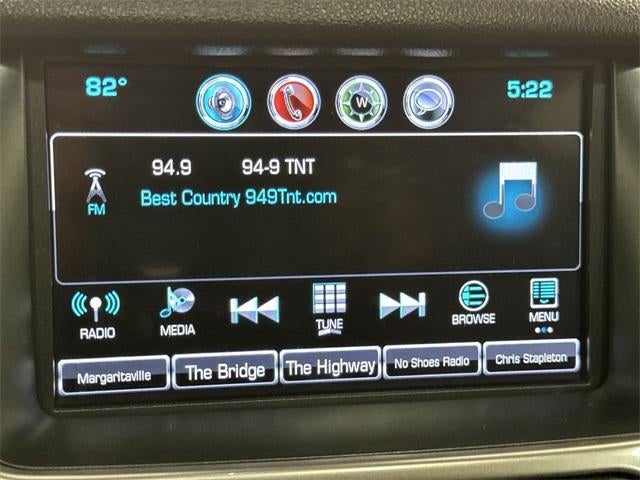 82° W 5:22
94.9 94-9 TNT
Best Country 949Tnt.com
FM
RADIO MEDIA TUNE BROWSE MENU
Margaritaville The Bridge The Highway No Shoes Radio Chris Stapleton